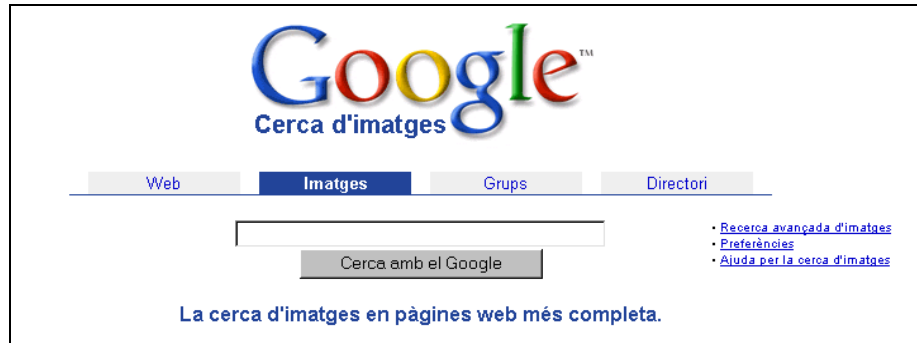 Google™
Cerca d'imatges
Web Imatges Grups Directori
• Recerca avançada d'imatges
• Preferències
• Ajuda per la cerca d'imatges
Cerca amb el Google
La cerca d'imatges en pàgines web més completa.